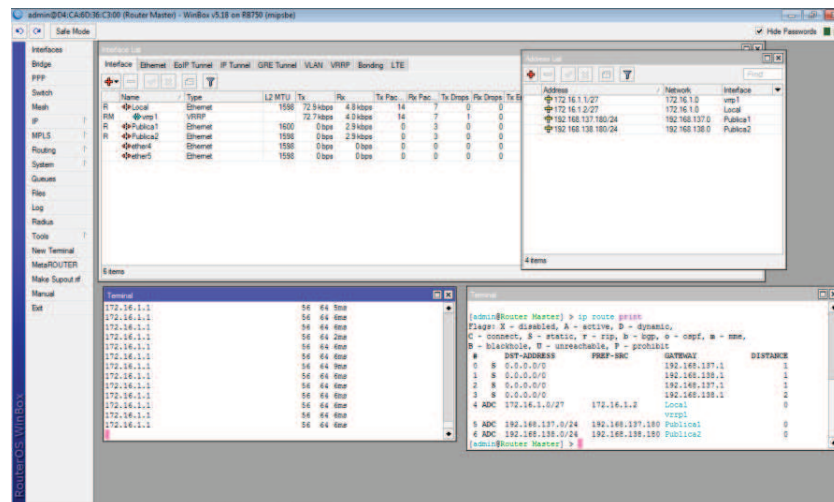 admin@D4:CA:6D:36:C3:00 (Router Master) - WinBox v5.18 on RB750 (mipsbe)
Safe Mode
Hide Passwords
Interfaces
Bridge
PPP
Switch
Mesh
IP
MPLS
Routing
System
Queues
Files
Log
Radius
Tools
New Terminal
MetaROUTER
Make Supout.rif
Manual
Exit
RouterOS WinBox
Interface List
Interface Ethernet EoIP Tunnel IP Tunnel GRE Tunnel VLAN VRRP Bonding LTE
Name Type L2 MTU Tx Rx Tx Pac... Rx Pac... Tx Drops Rx Drops Tx E
R Local Ethernet 1598 72.9 kbps 4.8 kbps 14 7 0 0
RM vrrp1 VRRP 72.7 kbps 4.0 kbps 14 7 1 0
R Publica1 Ethernet 1600 0 bps 2.9 kbps 0 3 0 0
R Publica2 Ethernet 1598 0 bps 2.9 kbps 0 3 0 0
ether4 Ethernet 1598 0 bps 0 bps 0 0 0 0
ether5 Ethernet 1598 0 bps 0 bps 0 0 0 0
6 items
Address List
Find
Address Network Interface
172.16.1.1/27 172.16.1.0 vrrp1
172.16.1.2/27 172.16.1.0 Local
192.168.137.180/24 192.168.137.0 Publica1
192.168.138.180/24 192.168.138.0 Publica2
4 items
Terminal
172.16.1.1 56 64 5ms
172.16.1.1 56 64 6ms
172.16.1.1 56 64 6ms
172.16.1.1 56 64 2ms
172.16.1.1 56 64 6ms
172.16.1.1 56 64 6ms
172.16.1.1 56 64 9ms
172.16.1.1 56 64 6ms
172.16.1.1 56 64 6ms
172.16.1.1 56 64 6ms
172.16.1.1 56 64 6ms
172.16.1.1 56 64 6ms
172.16.1.1 56 64 6ms
Terminal
[admin@Router Master] > ip route print
Flags: X - disabled, A - active, D - dynamic,
C - connect, S - static, r - rip, b - bgp, o - ospf, m - mme,
B - blackhole, U - unreachable, P - prohibit
# DST-ADDRESS PREF-SRC GATEWAY DISTANCE
0 S 0.0.0.0/0 192.168.137.1 1
1 S 0.0.0.0/0 192.168.138.1 1
2 S 0.0.0.0/0 192.168.137.1 1
3 S 0.0.0.0/0 192.168.138.1 2
4 ADC 172.16.1.0/27 172.16.1.2 Local 0
vrrp1
5 ADC 192.168.137.0/24 192.168.137.180 Publica1 0
6 ADC 192.168.138.0/24 192.168.138.180 Publica2 0
[admin@Router Master] >